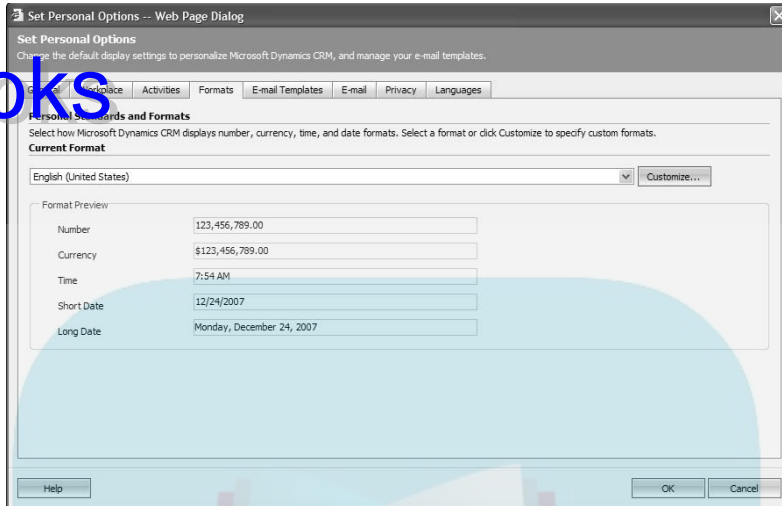 Set Personal Options -- Web Page Dialog
Set Personal Options
Change the default display settings to personalize Microsoft Dynamics CRM, and manage your e-mail templates.
oks
General Workplace Activities Formats E-mail Templates E-mail Privacy Languages
Personal Standards and Formats
Select how Microsoft Dynamics CRM displays number, currency, time, and date formats. Select a format or click Customize to specify custom formats.
Current Format
English (United States) Customize...
Format Preview
Number 123,456,789.00
Currency $123,456,789.00
Time 7:54 AM
Short Date 12/24/2007
Long Date Monday, December 24, 2007
Help OK Cancel